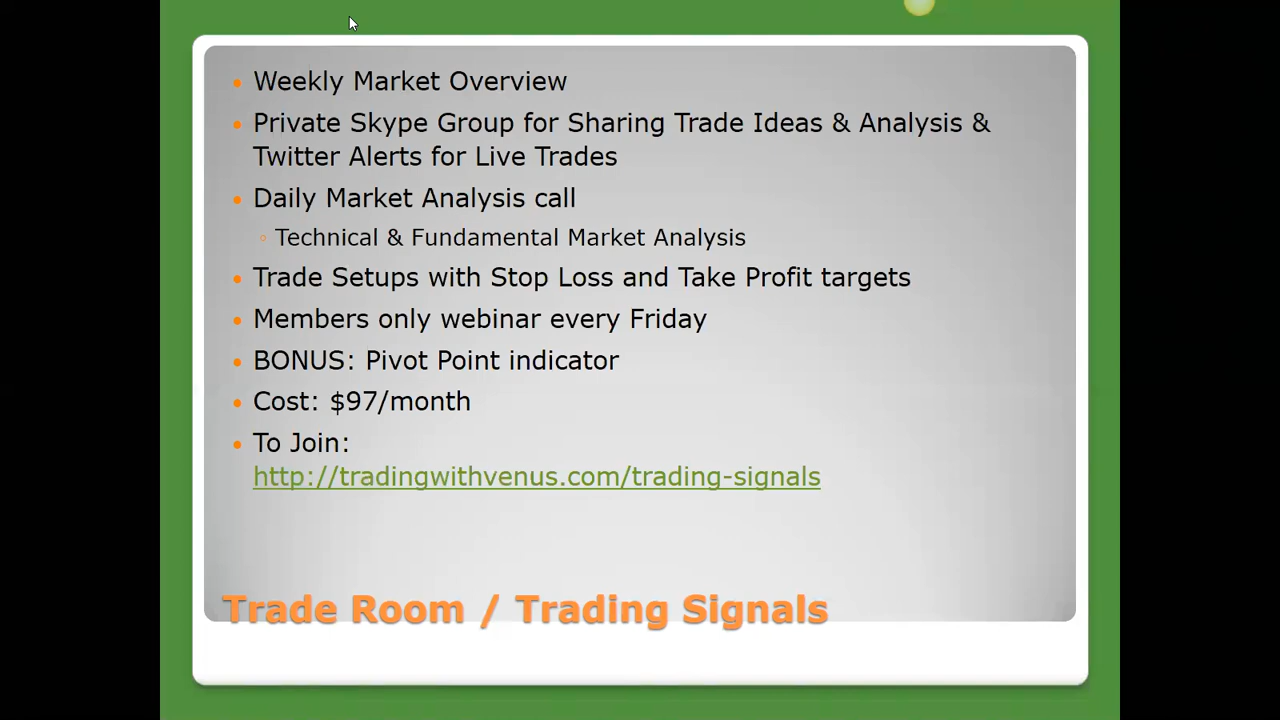 Weekly Market Overview
Private Skype Group for Sharing Trade Ideas & Analysis &
Twitter Alerts for Live Trades
Daily Market Analysis call
Technical & Fundamental Market Analysis
Trade Setups with Stop Loss and Take Profit targets
Members only webinar every Friday
BONUS: Pivot Point indicator
Cost: $97/month
To Join:
http://tradingwithvenus.com/trading-signals
Trade Room / Trading Signals